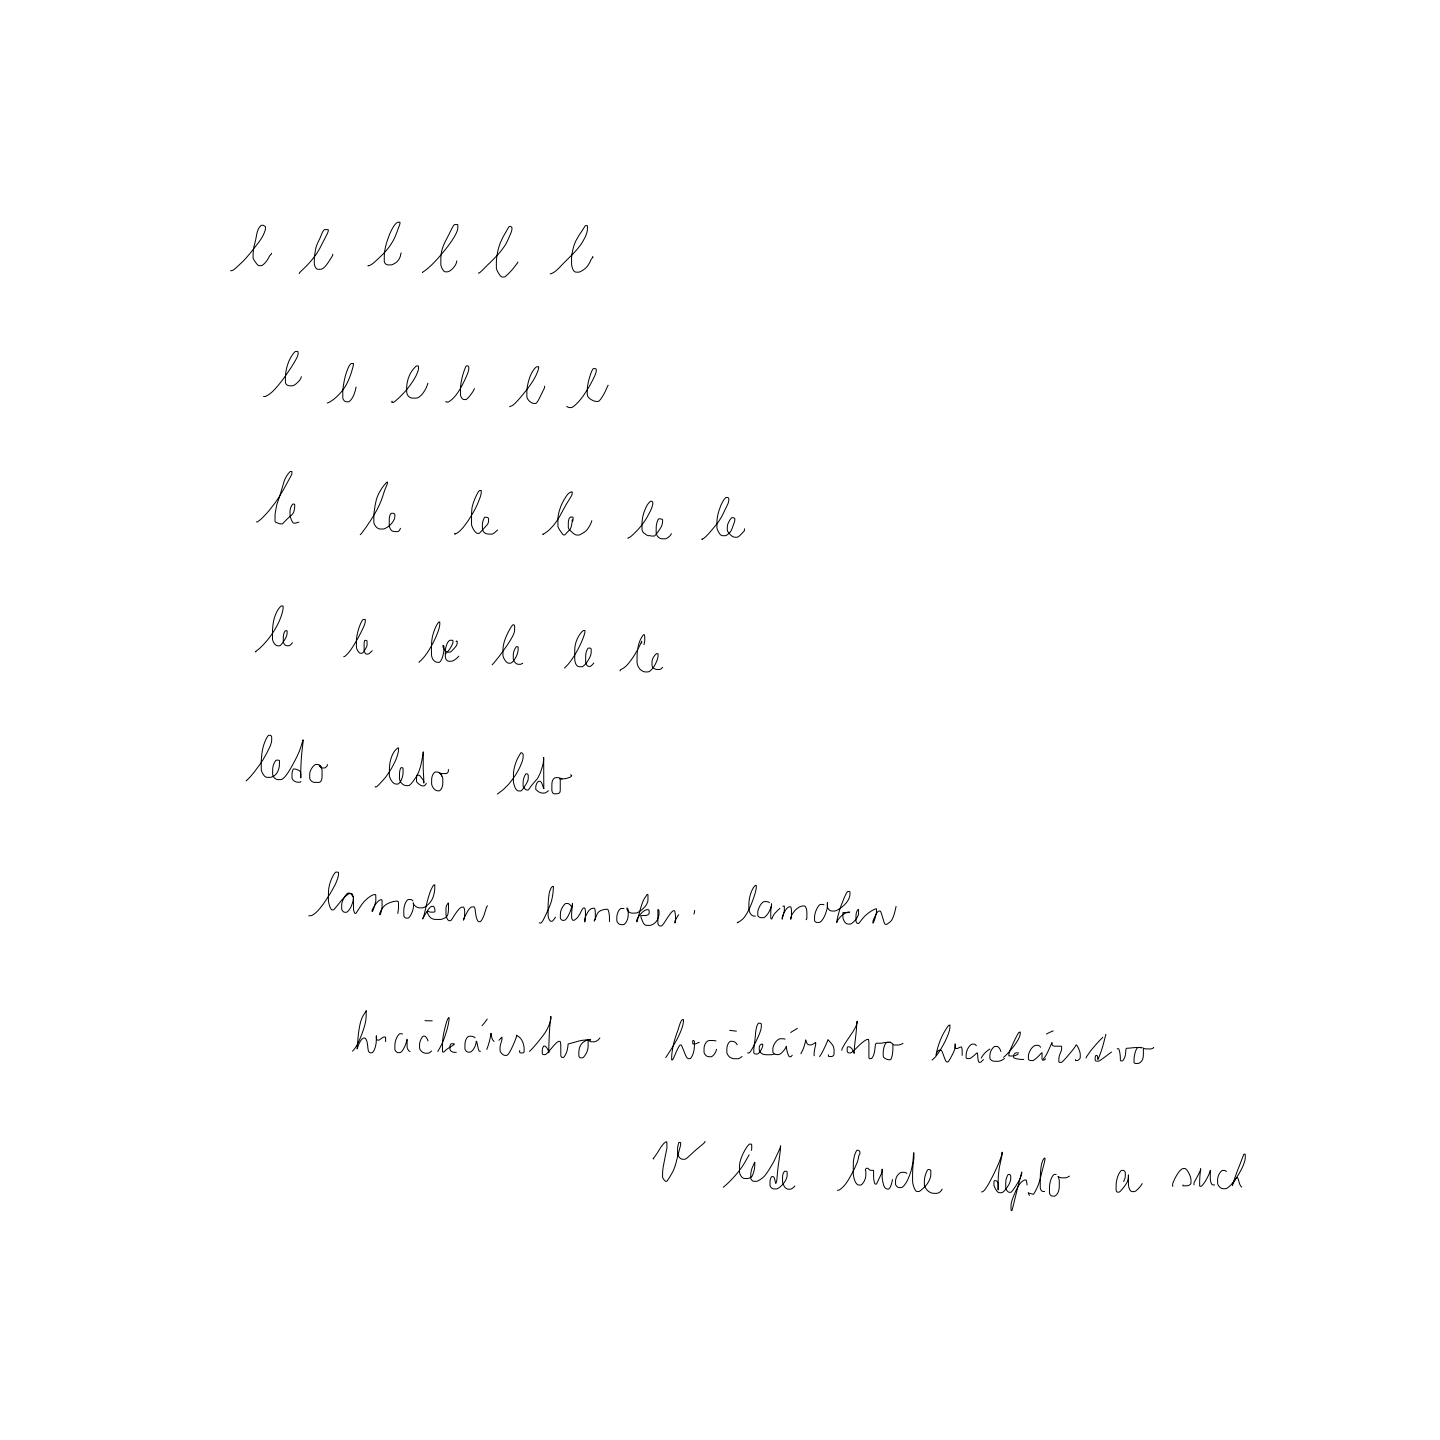 l l l l l l
l l l l l l
le le le le le le
le le le le le le
leto leto leto
lamoken lamoken lamoken
hračkárstvo hračkárstvo hrackárstvo
V lete bude teplo a such